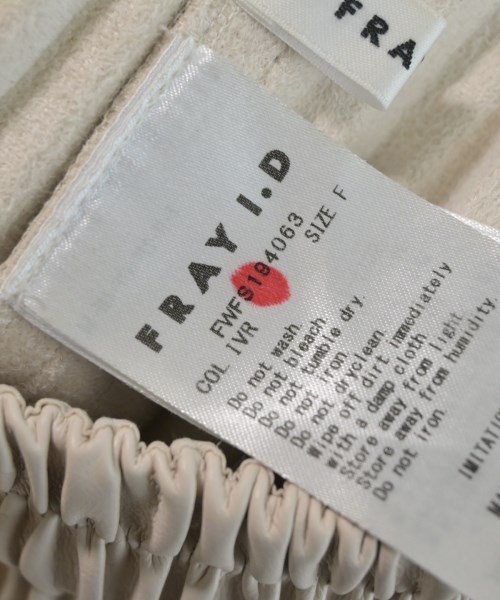 FRA
FRAY I.D
FWFS194063
COL IVR SIZE F
Do not wash.
Do not bleach
Do not tumble dry.
Do not iron
Do not dryclean
Wipe off dirt immediately
with a damp cloth
Store away from light
Store away from humidity
Do not iron